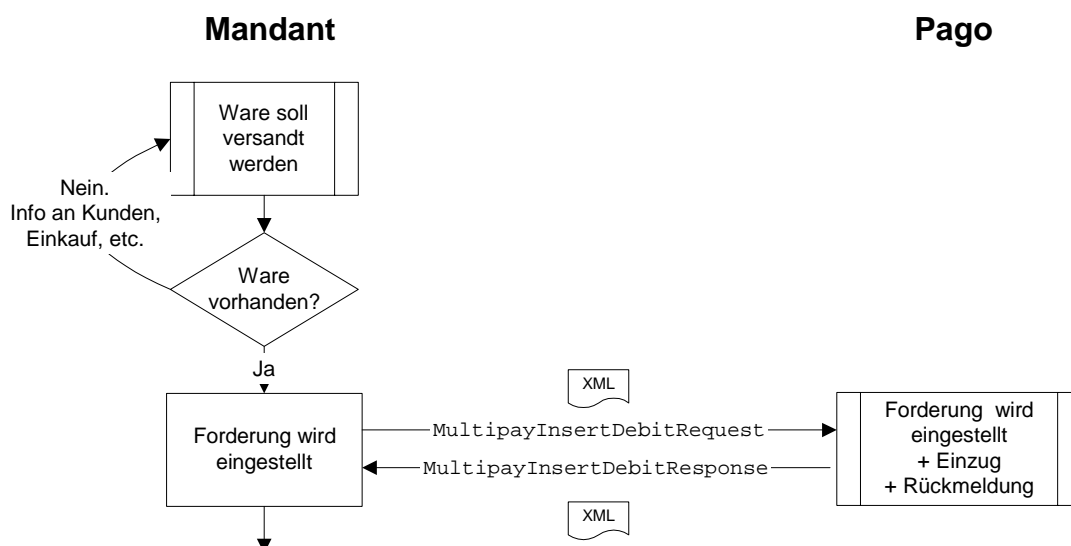 Mandant
Pago
Ware soll
versandt
werden
Nein.
Info an Kunden,
Einkauf, etc.
Ware
vorhanden?
Ja
XML
Forderung wird
eingestellt
MultipayInsertDebitRequest
MultipayInsertDebitResponse
Forderung wird
eingestellt
+ Einzug
+ Rückmeldung
XML